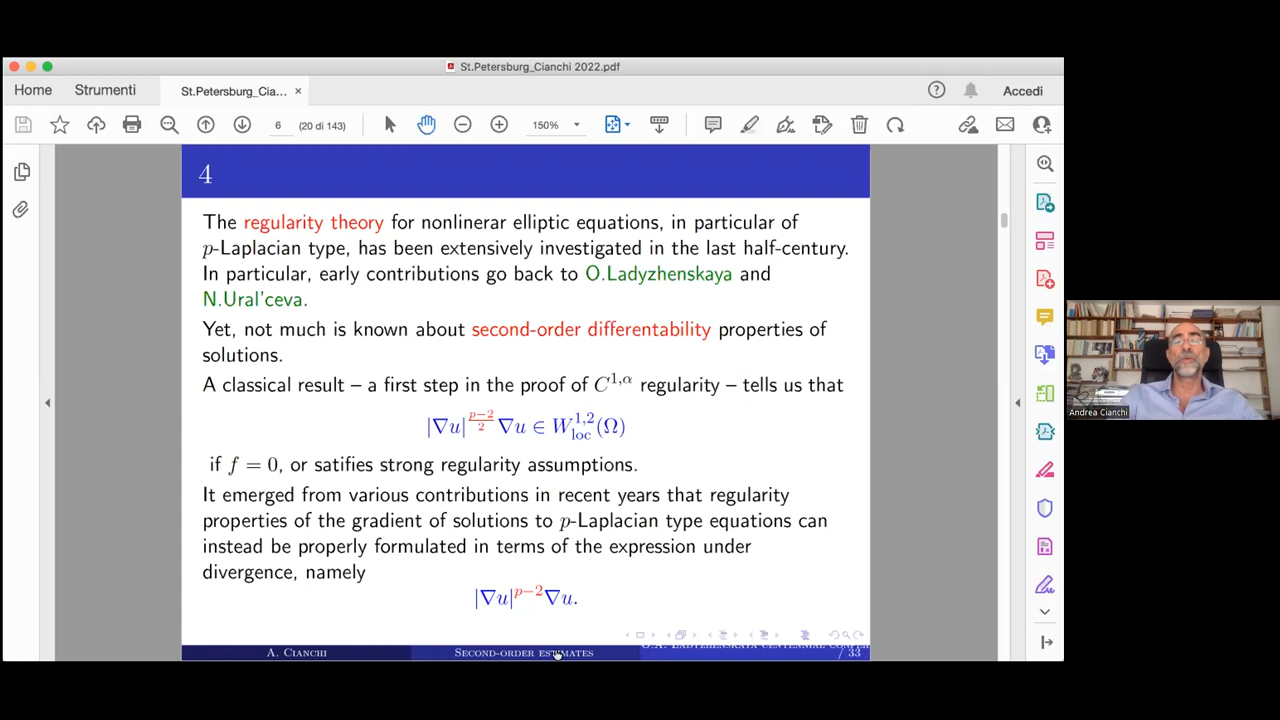 St.Petersburg_Cianchi 2022.pdf
Home Strumenti St.Petersburg_Cia... × Accedi
6 (20 di 143) 150%
4
The regularity theory for nonlinerar elliptic equations, in particular of
p-Laplacian type, has been extensively investigated in the last half-century.
In particular, early contributions go back to O.Ladyzhenskaya and
N.Ural'ceva.
Yet, not much is known about second-order differentability properties of
solutions.
A classical result – a first step in the proof of C^{1,α} regularity – tells us that
|∇u|^{\frac{p−2}{2}} ∇u ∈ W^{1,2}_{loc}(Ω)
if f = 0, or satifies strong regularity assumptions.
It emerged from various contributions in recent years that regularity
properties of the gradient of solutions to p-Laplacian type equations can
instead be properly formulated in terms of the expression under
divergence, namely
|∇u|^{p−2}∇u.
A. Cianchi Second-order estimates / 33
Andrea Cianchi